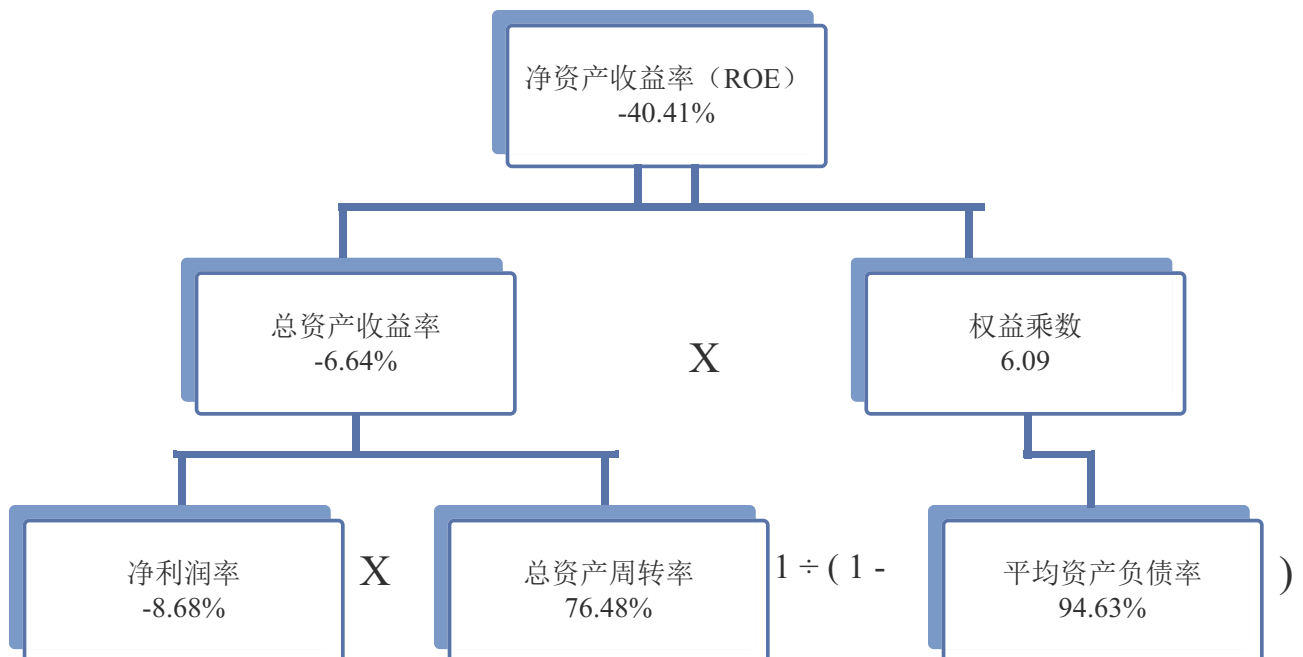 净资产收益率（ROE）
-40.41%
总资产收益率
-6.64%
X
权益乘数
6.09
净利润率
-8.68%
X
总资产周转率
76.48%
1 ÷ ( 1 -
平均资产负债率
94.63%
)